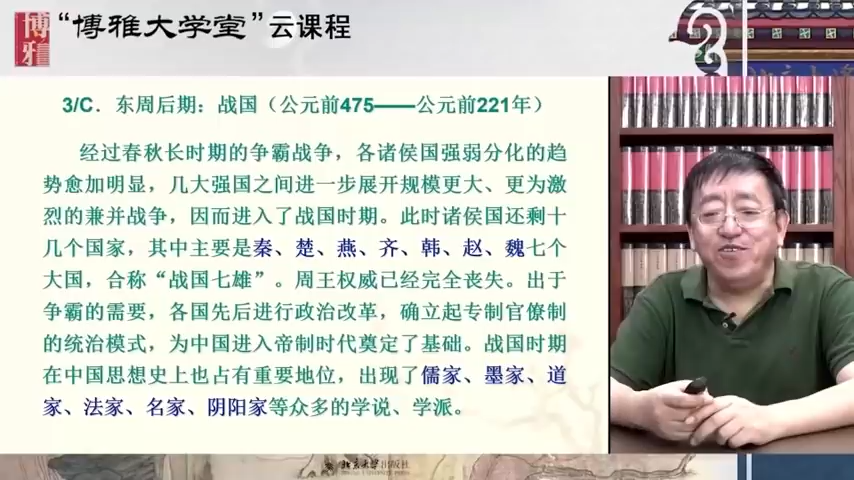 博雅
“博雅大学堂”云课程
3/C．东周后期：战国（公元前475——公元前221年）
经过春秋长时期的争霸战争，各诸侯国强弱分化的趋
势愈加明显，几大强国之间进一步展开规模更大、更为激
烈的兼并战争，因而进入了战国时期。此时诸侯国还剩十
几个国家，其中主要是秦、楚、燕、齐、韩、赵、魏七个
大国，合称“战国七雄”。周王权威已经完全丧失。出于
争霸的需要，各国先后进行政治改革，确立起专制官僚制
的统治模式，为中国进入帝制时代奠定了基础。战国时期
在中国思想史上也占有重要地位，出现了儒家、墨家、道
家、法家、名家、阴阳家等众多的学说、学派。
北京大学出版社